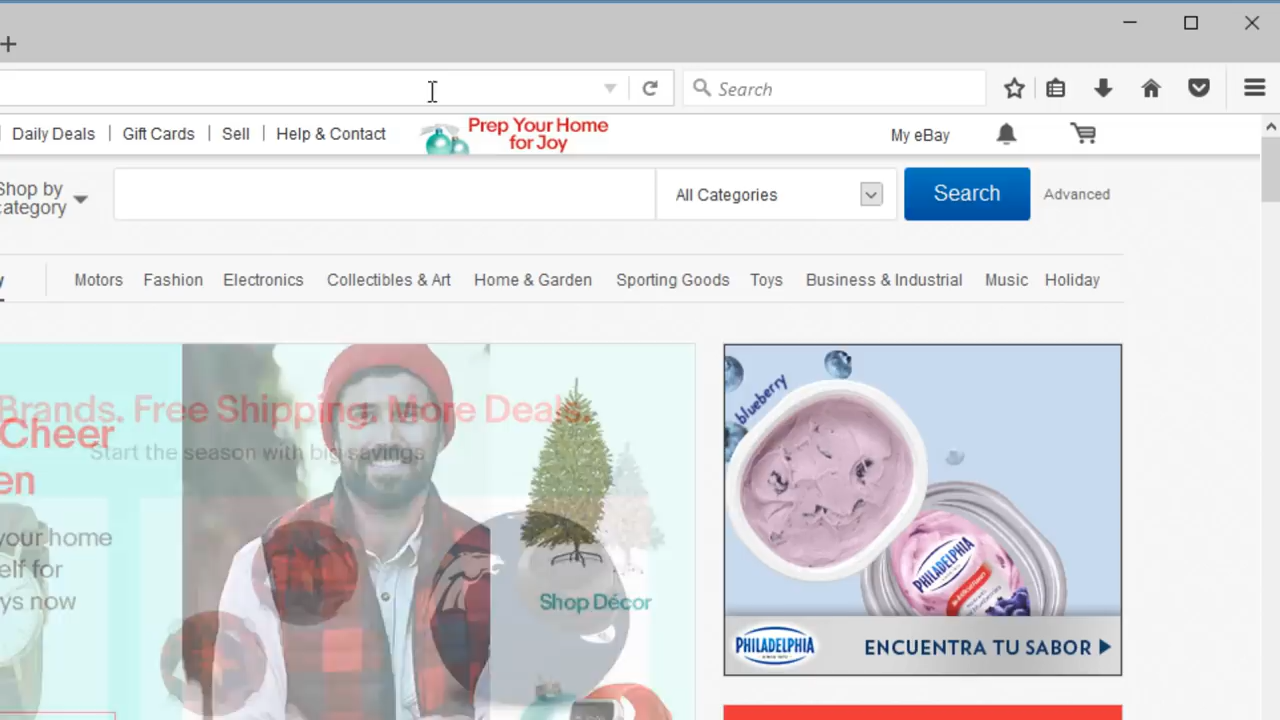 +
Search
Daily Deals Gift Cards Sell Help & Contact
Prep Your Home
for Joy
My eBay
Shop by
category
All Categories
Search
Advanced
Motors Fashion Electronics Collectibles & Art Home & Garden Sporting Goods Toys Business & Industrial Music Holiday
Brands. Free Shipping. More Deals.
Start the season with big savings
Cheer
en
your home
elf for
ys now
Shop Décor
blueberry
PHILADELPHIA
PHILADELPHIA
ENCUENTRA TU SABOR